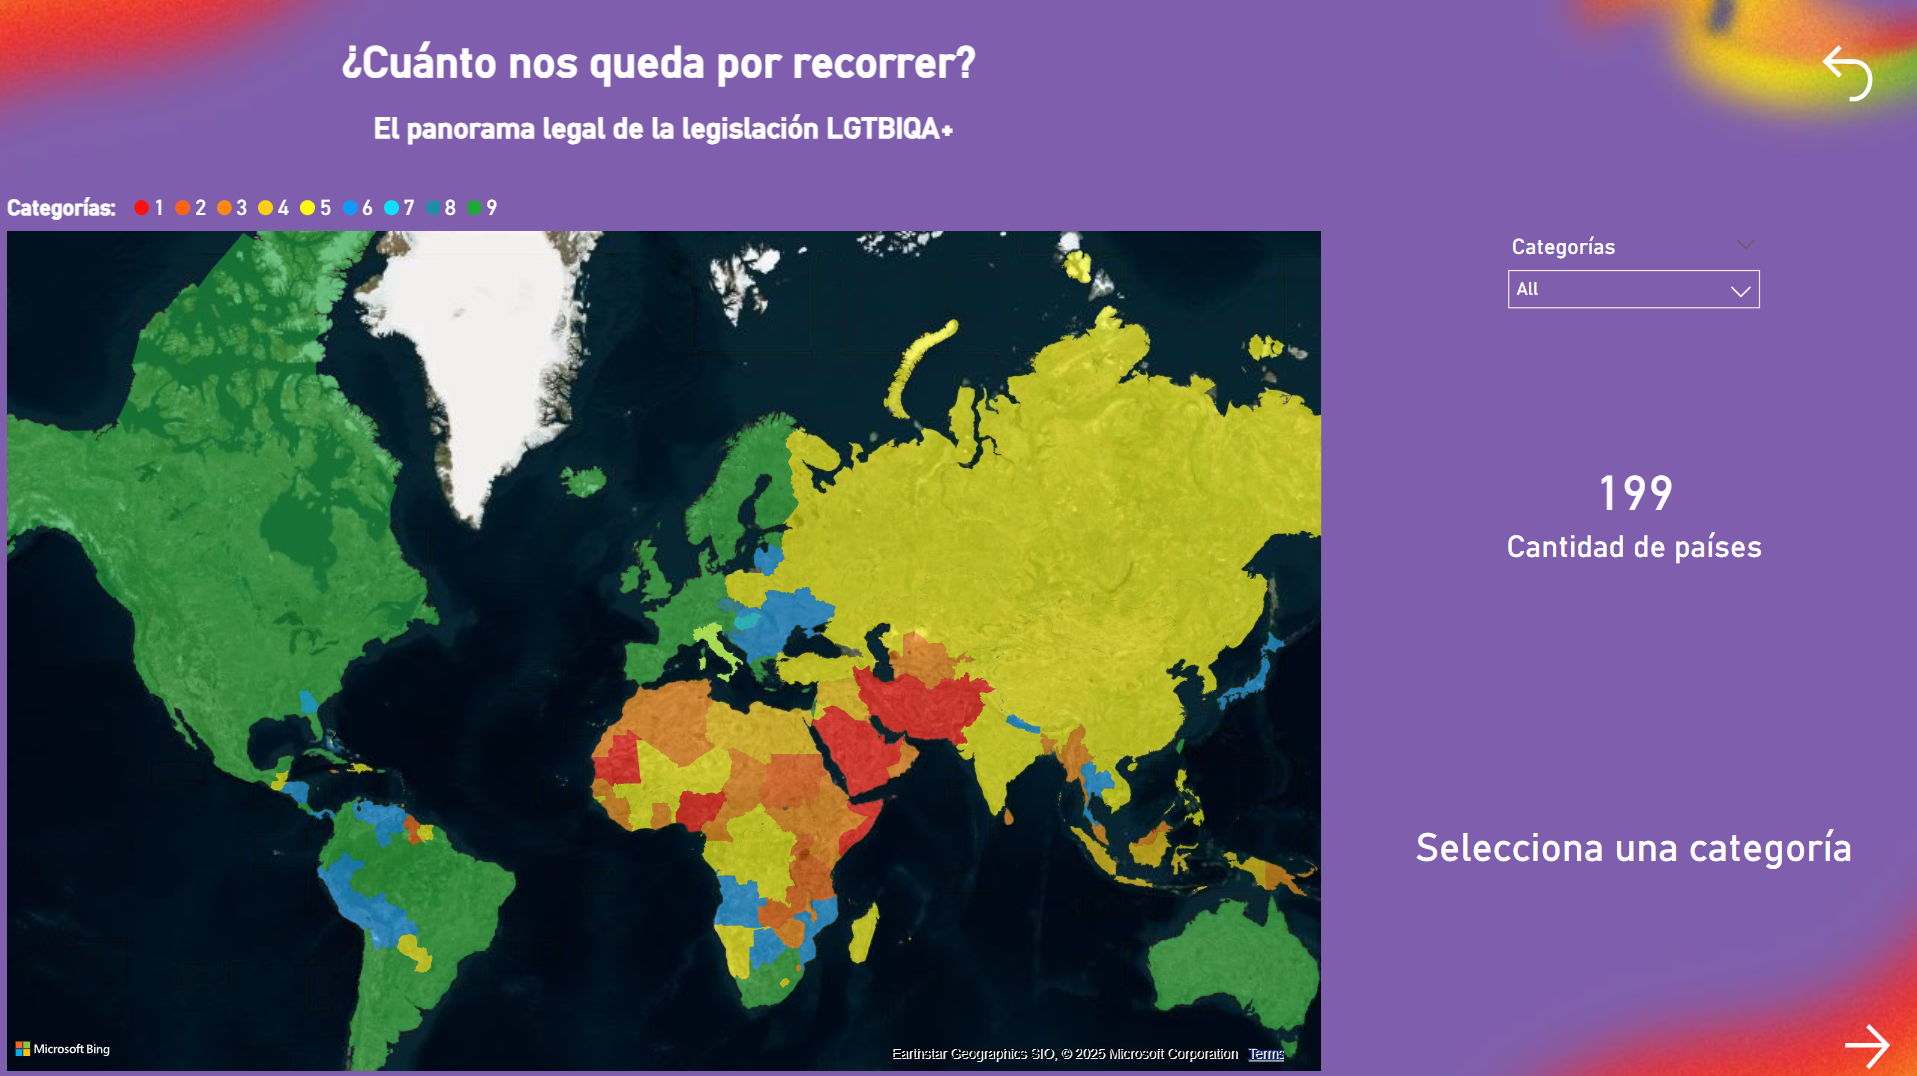 ¿Cuánto nos queda por recorrer?
El panorama legal de la legislación LGTBIQA+
Categorías: 1 2 3 4 5 6 7 8 9
Categorías
All
199
Cantidad de países
Selecciona una categoría
Microsoft Bing
Earthstar Geographics SIO, © 2025 Microsoft Corporation Terms